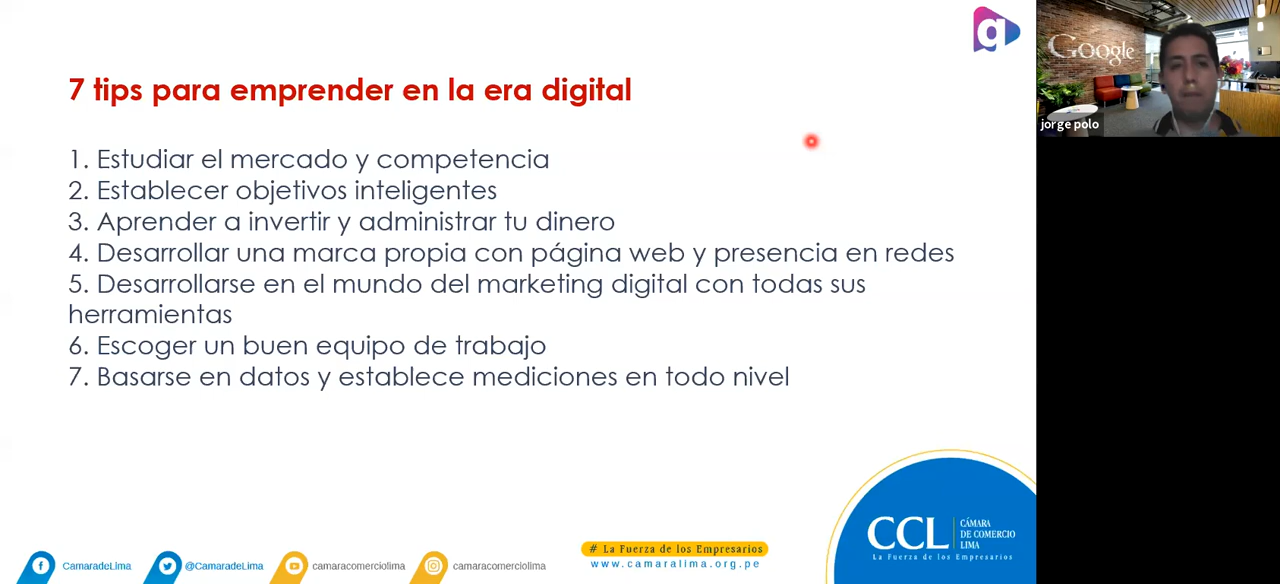 g
Google
jorge polo
7 tips para emprender en la era digital
1. Estudiar el mercado y competencia
2. Establecer objetivos inteligentes
3. Aprender a invertir y administrar tu dinero
4. Desarrollar una marca propia con página web y presencia en redes
5. Desarrollarse en el mundo del marketing digital con todas sus
herramientas
6. Escoger un buen equipo de trabajo
7. Basarse en datos y establece mediciones en todo nivel
CCL
CÁMARA
DE COMERCIO
LIMA
La Fuerza de los Empresarios
CamaradeLima
@CamaradeLima
camaracomerciolima
camaracomerciolima
# La Fuerza de los Empresarios
www.camaralima.org.pe